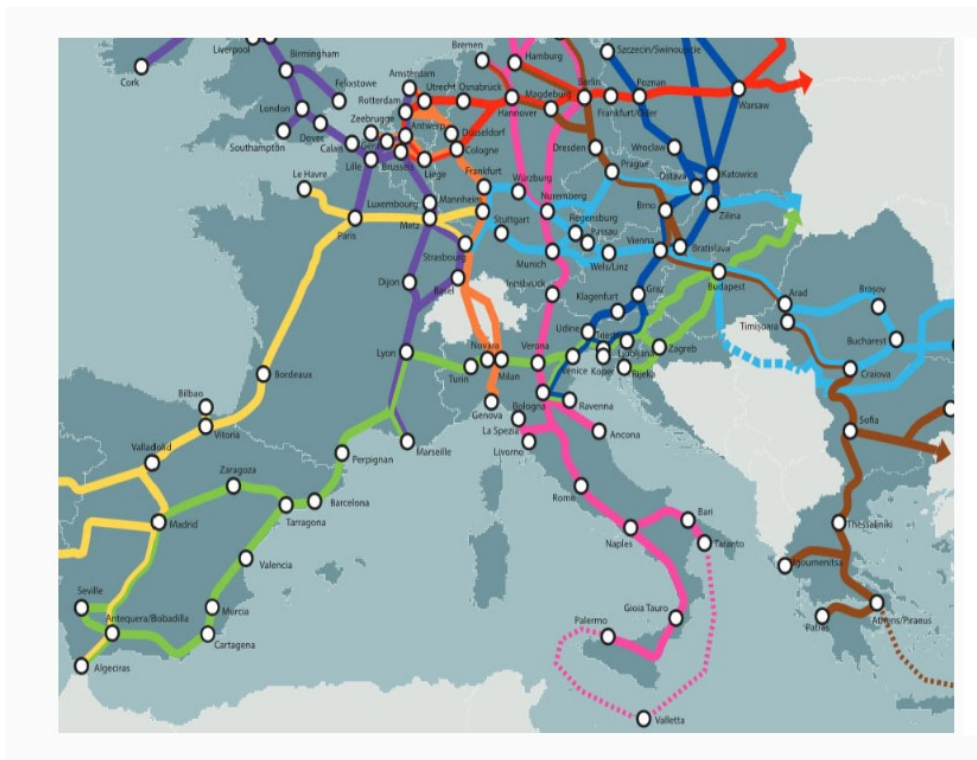 Liverpool
Bremen
Hamburg
Szczecin/Swinoujscie
Birmingham
Cork
Felixstowe
Amsterdam
Utrecht
Osnabrück
Berlin
Poznan
Rotterdam
Magdeburg
Warsaw
London
Hannover
Frankfurt/Oder
Zeebrugge
Antwerp
Düsseldorf
Dover
Southampton
Calais
Cologne
Dresden
Wroclaw
Lille
Brussels
Liege
Prague
Katowice
Le Havre
Frankfurt
Würzburg
Ostava
Luxembourg
Mannheim
Nuremberg
Brno
Zilina
Paris
Metz
Stuttgart
Regensburg
Passau
Vienna
Bratislava
Strasbourg
Munich
Wels/Linz
Dijon
Basel
Innsbruck
Budapest
Klagenfurt
Graz
Arad
Brasov
Udine
Trieste
Timisoara
Lyon
Novara
Verona
Ljubljana
Zagreb
Bucharest
Turin
Milan
Venice
Koper
Rijeka
Craiova
Bordeaux
Bilbao
Genova
Bologna
Ravenna
Vitoria
La Spezia
Ancona
Sofia
Valladolid
Marseille
Livorno
Perpignan
Zaragoza
Rome
Barcelona
Tarragona
Bari
Madrid
Naples
Taranto
Thessaliniki
Valencia
Igoumenitsa
Seville
Murcia
Gioia Tauro
Antequera/Bobadilla
Palermo
Patras
Athens/Piraeus
Cartagena
Algeciras
Valletta